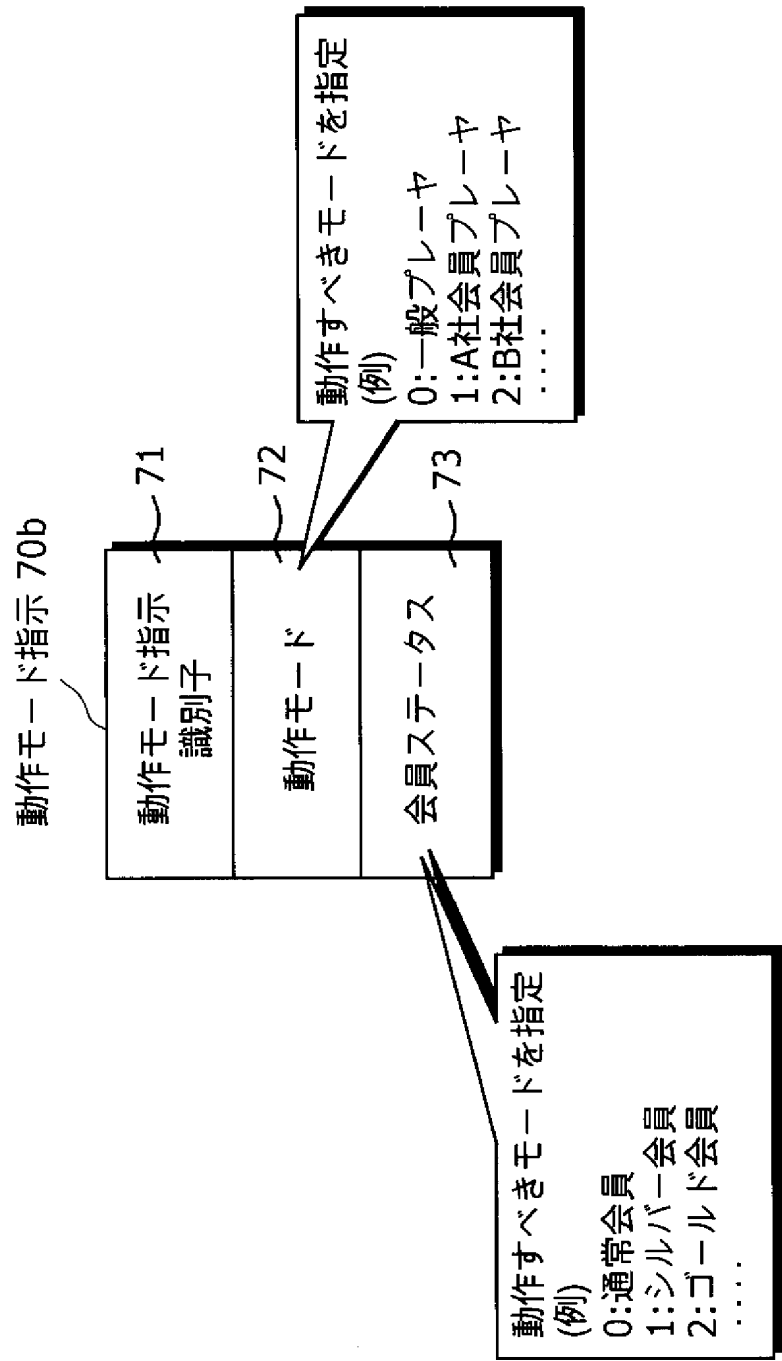 動作モード指示 70b
動作モード指示
識別子
71
動作モード
72
会員ステータス
73
動作すべきモードを指定
(例)
0:一般プレーヤ
1:A社会員プレーヤ
2:B社会員プレーヤ
‥‥
動作すべきモードを指定
(例)
0:通常会員
1:シルバー会員
2:ゴールド会員
‥‥